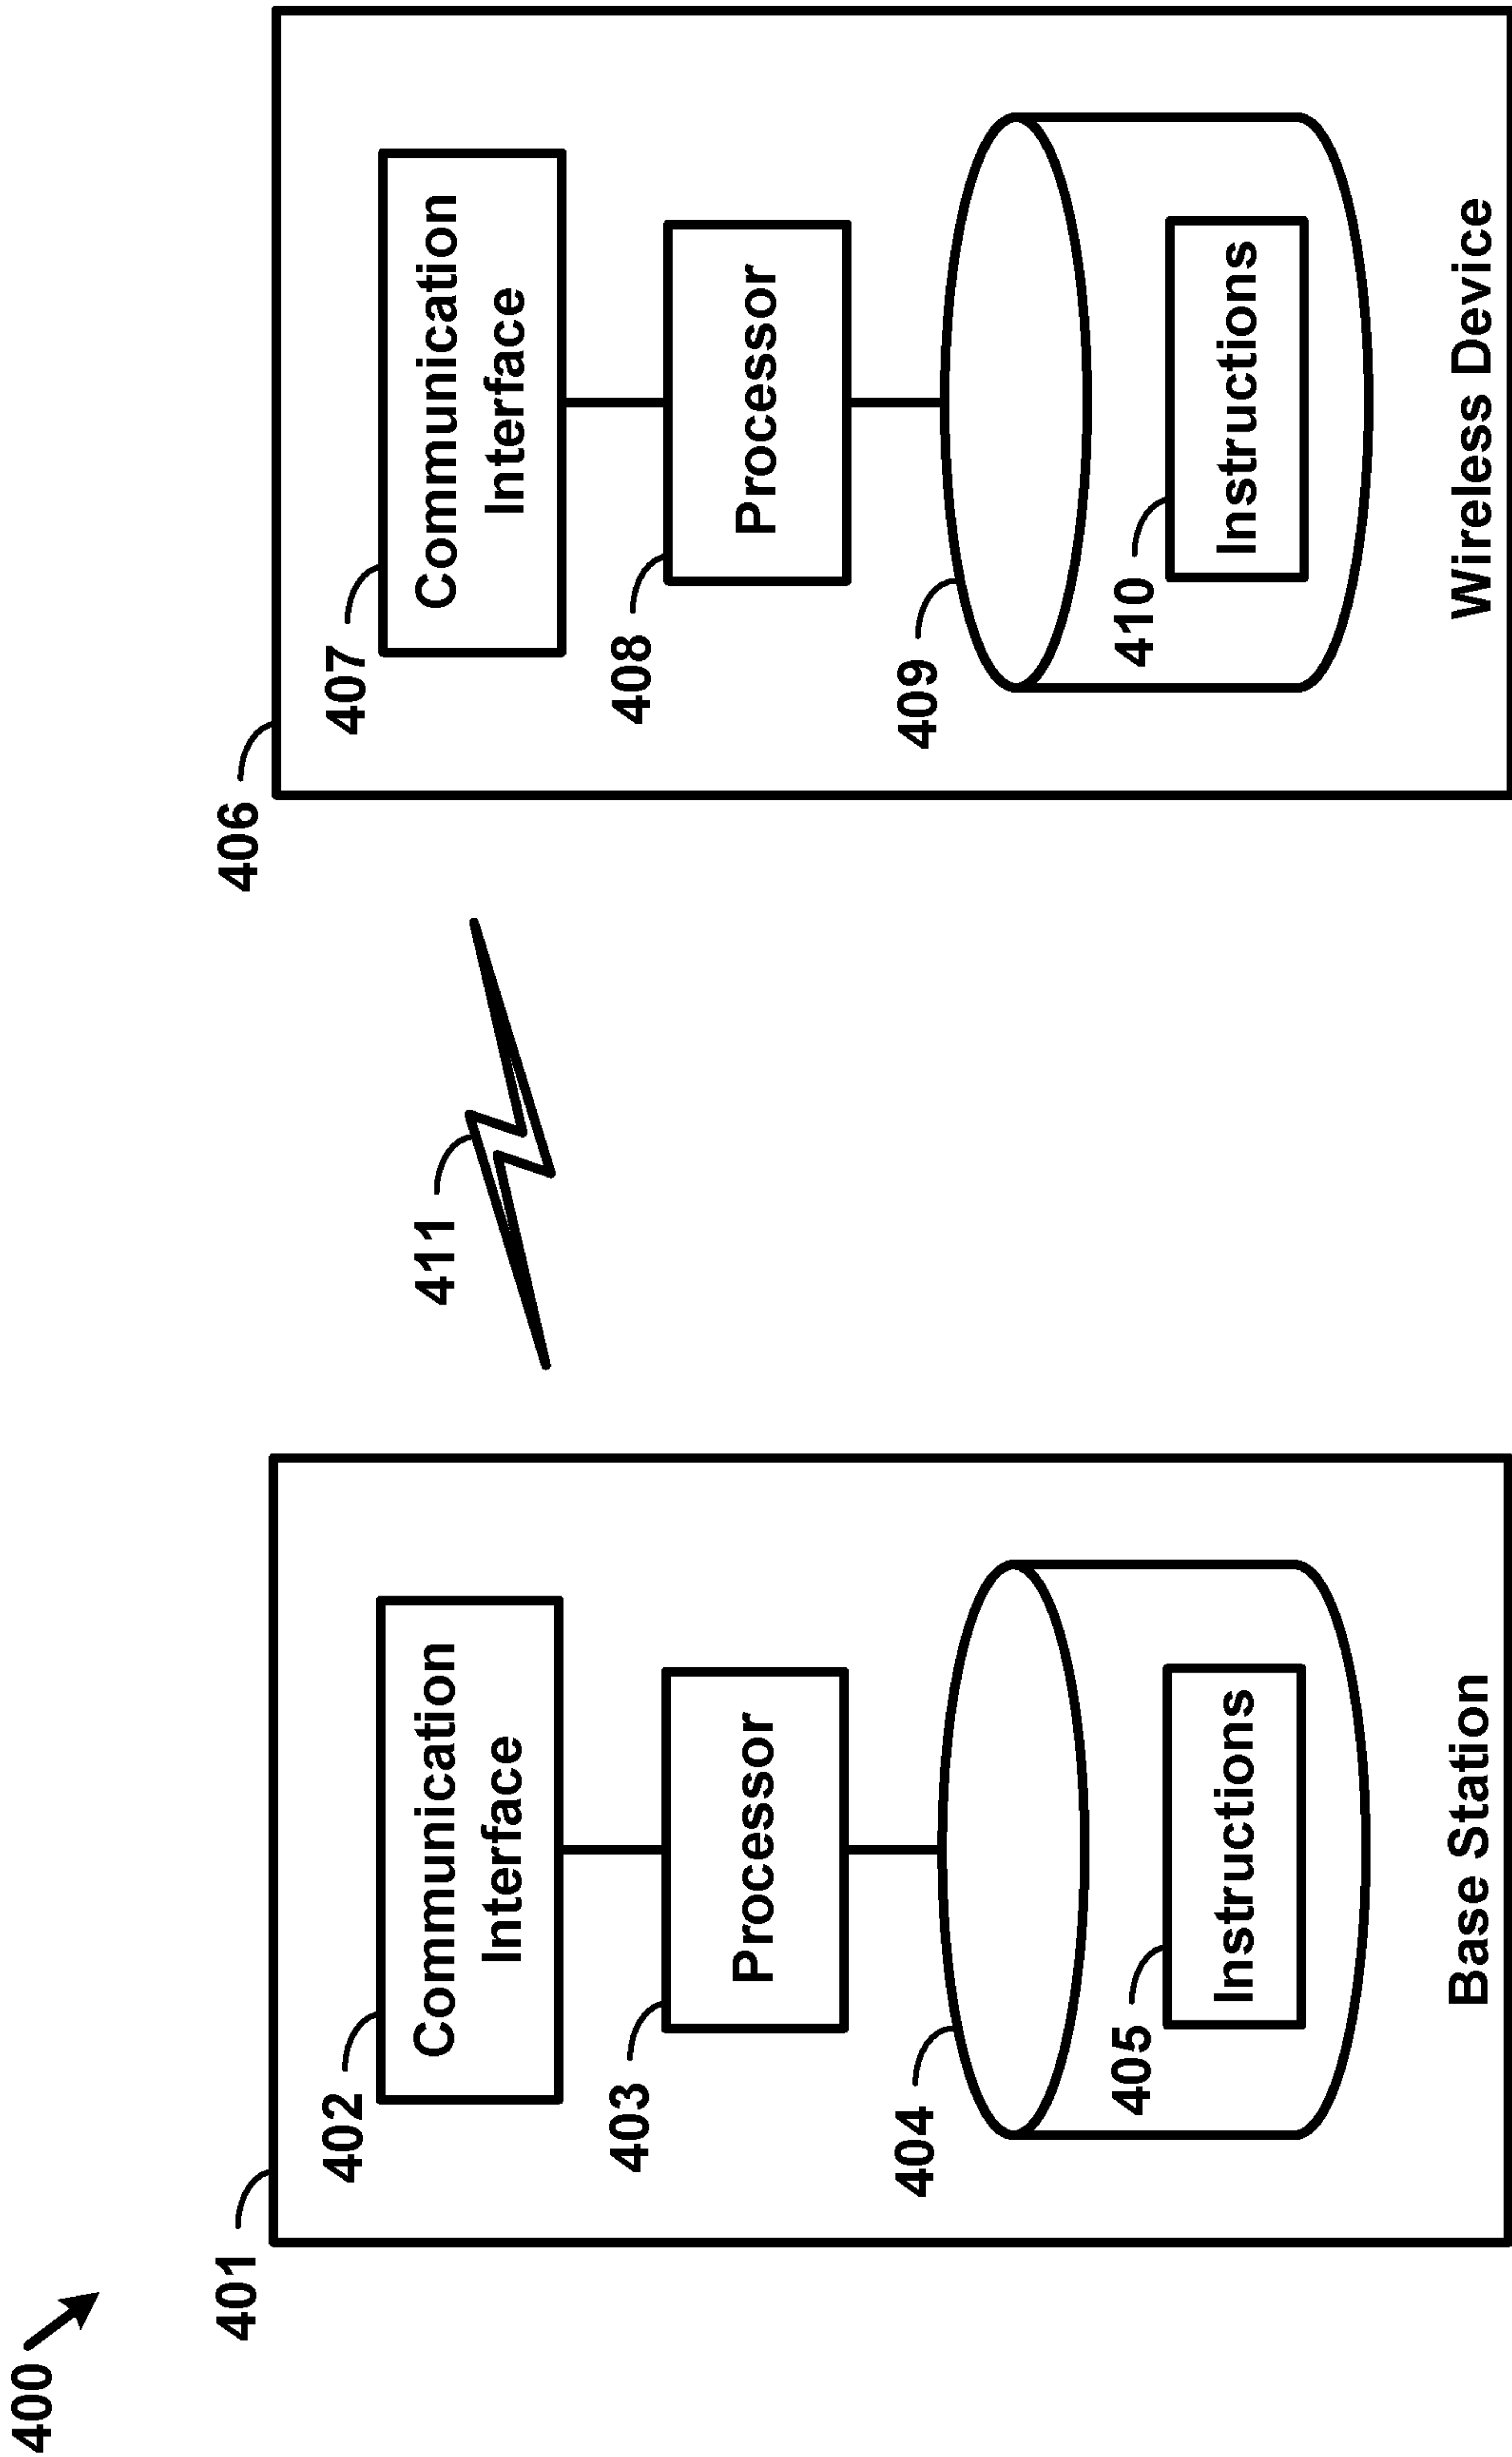 400
401
402
Communication
Interface
403
Processor
404
405
Instructions
Base Station
411
406
407
Communication
Interface
408
Processor
409
410
Instructions
Wireless Device